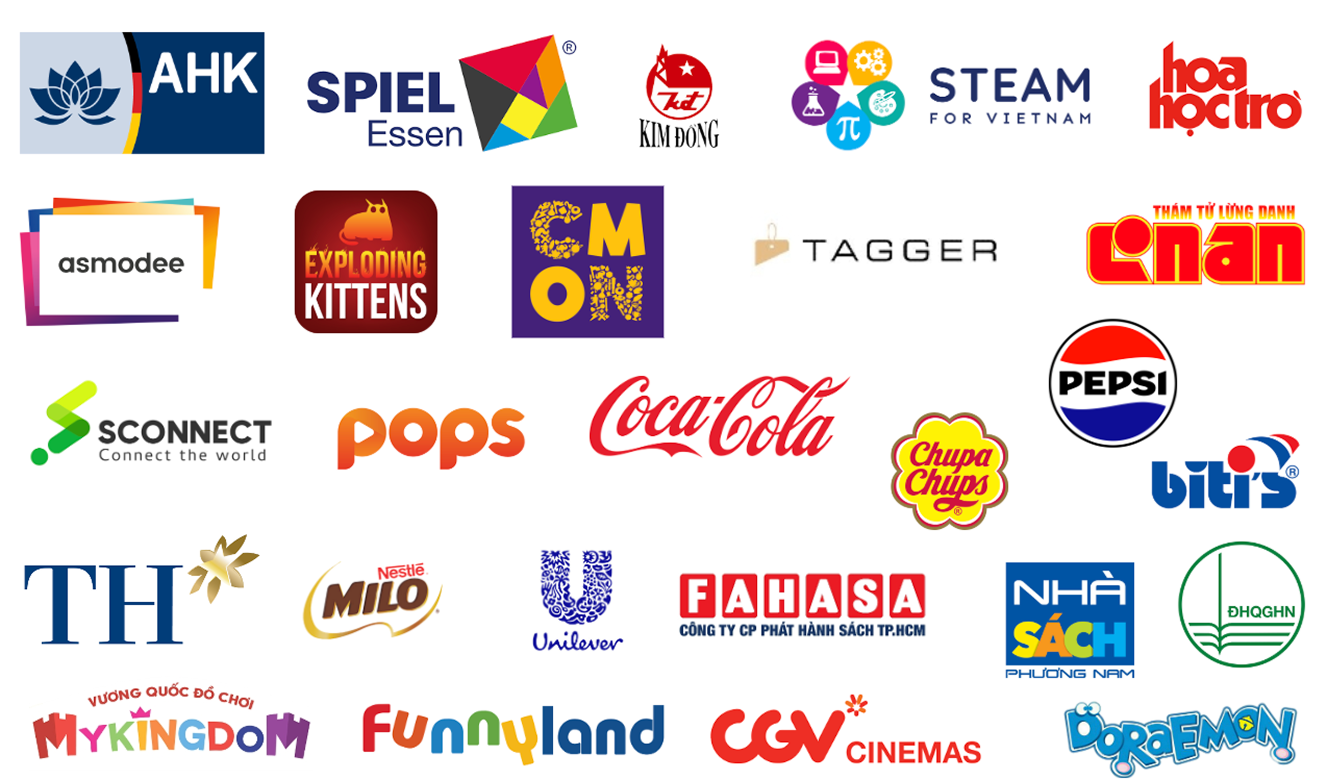 AHK
SPIEL
Essen
®
KIM ĐỒNG
STEAM
FOR VIETNAM
hoa
học trò
asmodee
EXPLODING
KITTENS
CM
ON
TAGGER
THÁM TỬ LỪNG DANH
Conan
SCONNECT
Connect the world
pops
Coca-Cola
Chupa
Chups
®
PEPSI
biti's®
TH
Nestlé
MILO
U
Unilever
FAHASA
CÔNG TY CP PHÁT HÀNH SÁCH TP.HCM
NHÀ
SÁCH
PHƯƠNG NAM
ĐHQGHN
VƯƠNG QUỐC ĐỒ CHƠI
MYKINGDOM
Funnyland
CGV CINEMAS
DORAEMON